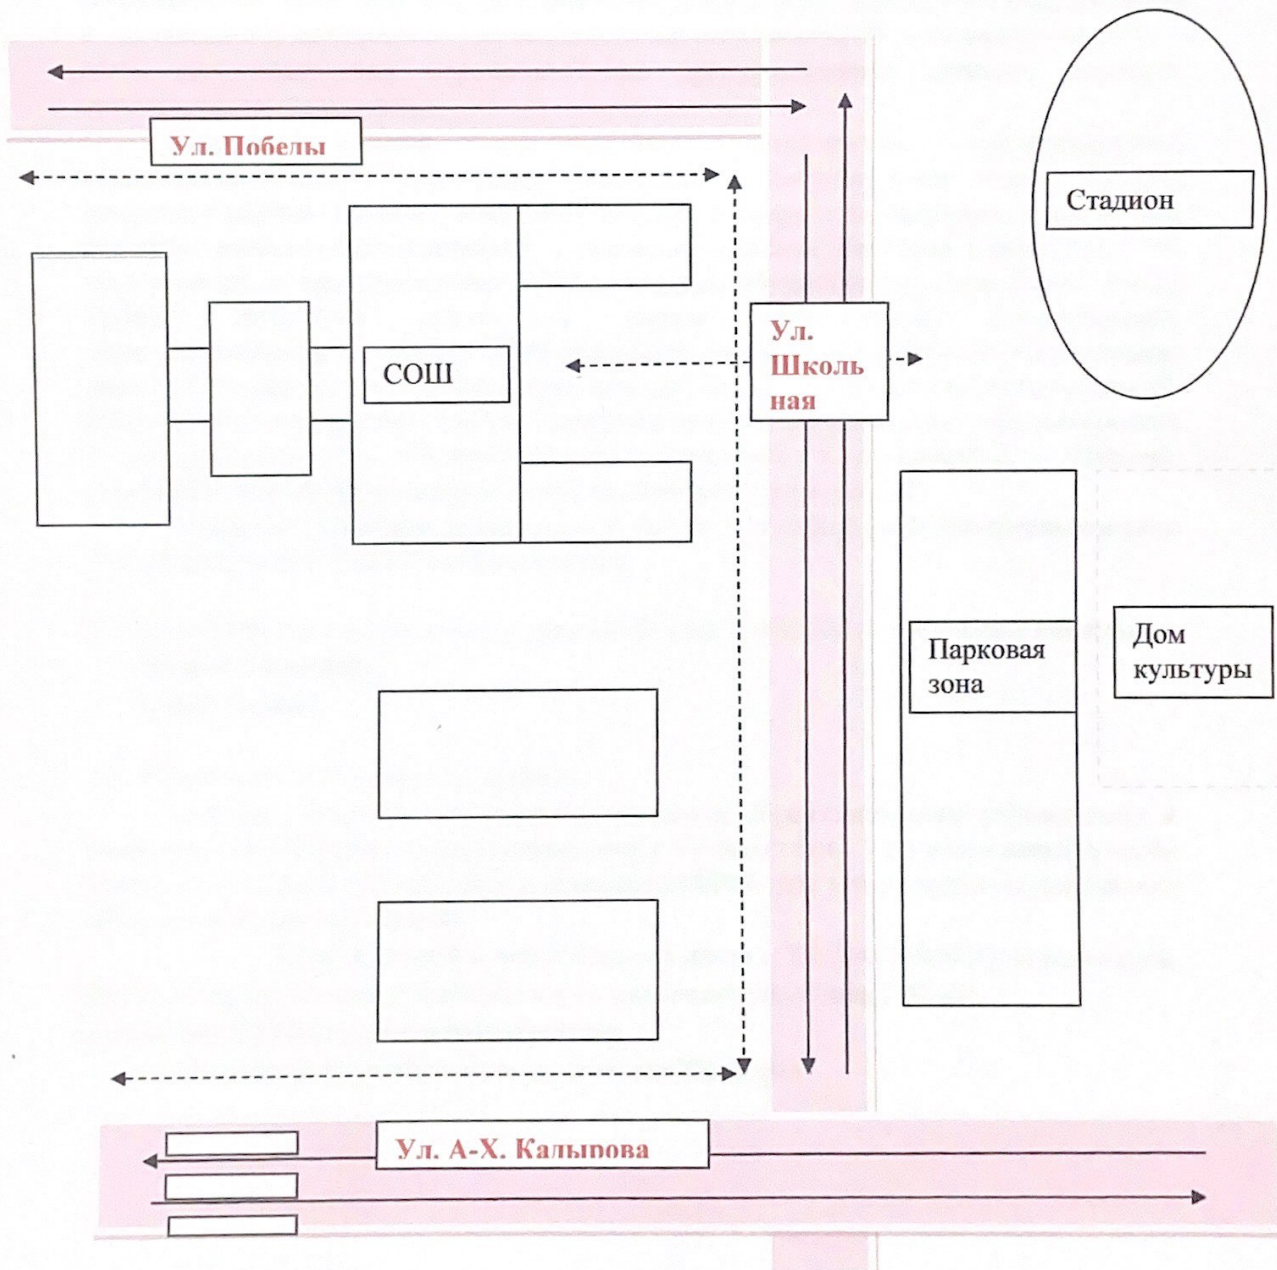 Ул. Победы
Стадион
Ул.
Школь
ная
СОШ
Парковая
зона
Дом
культуры
Ул. А-Х. Кадырова